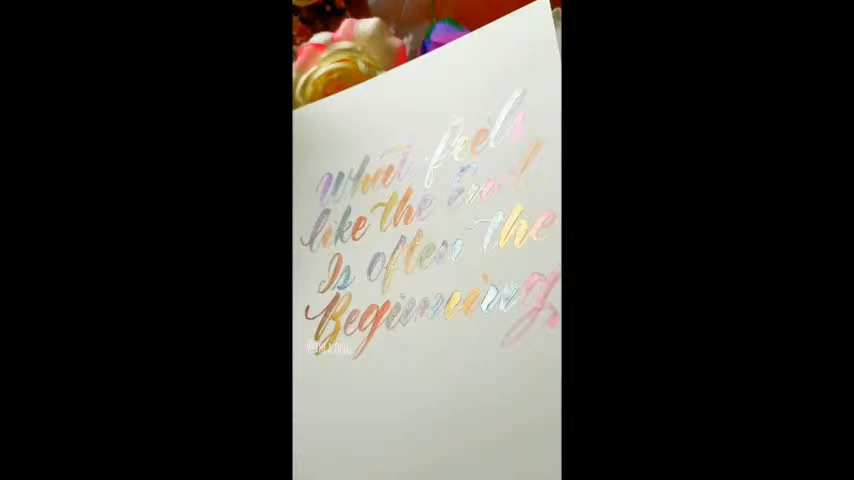 What feels
like the End
Is often the
Beginning